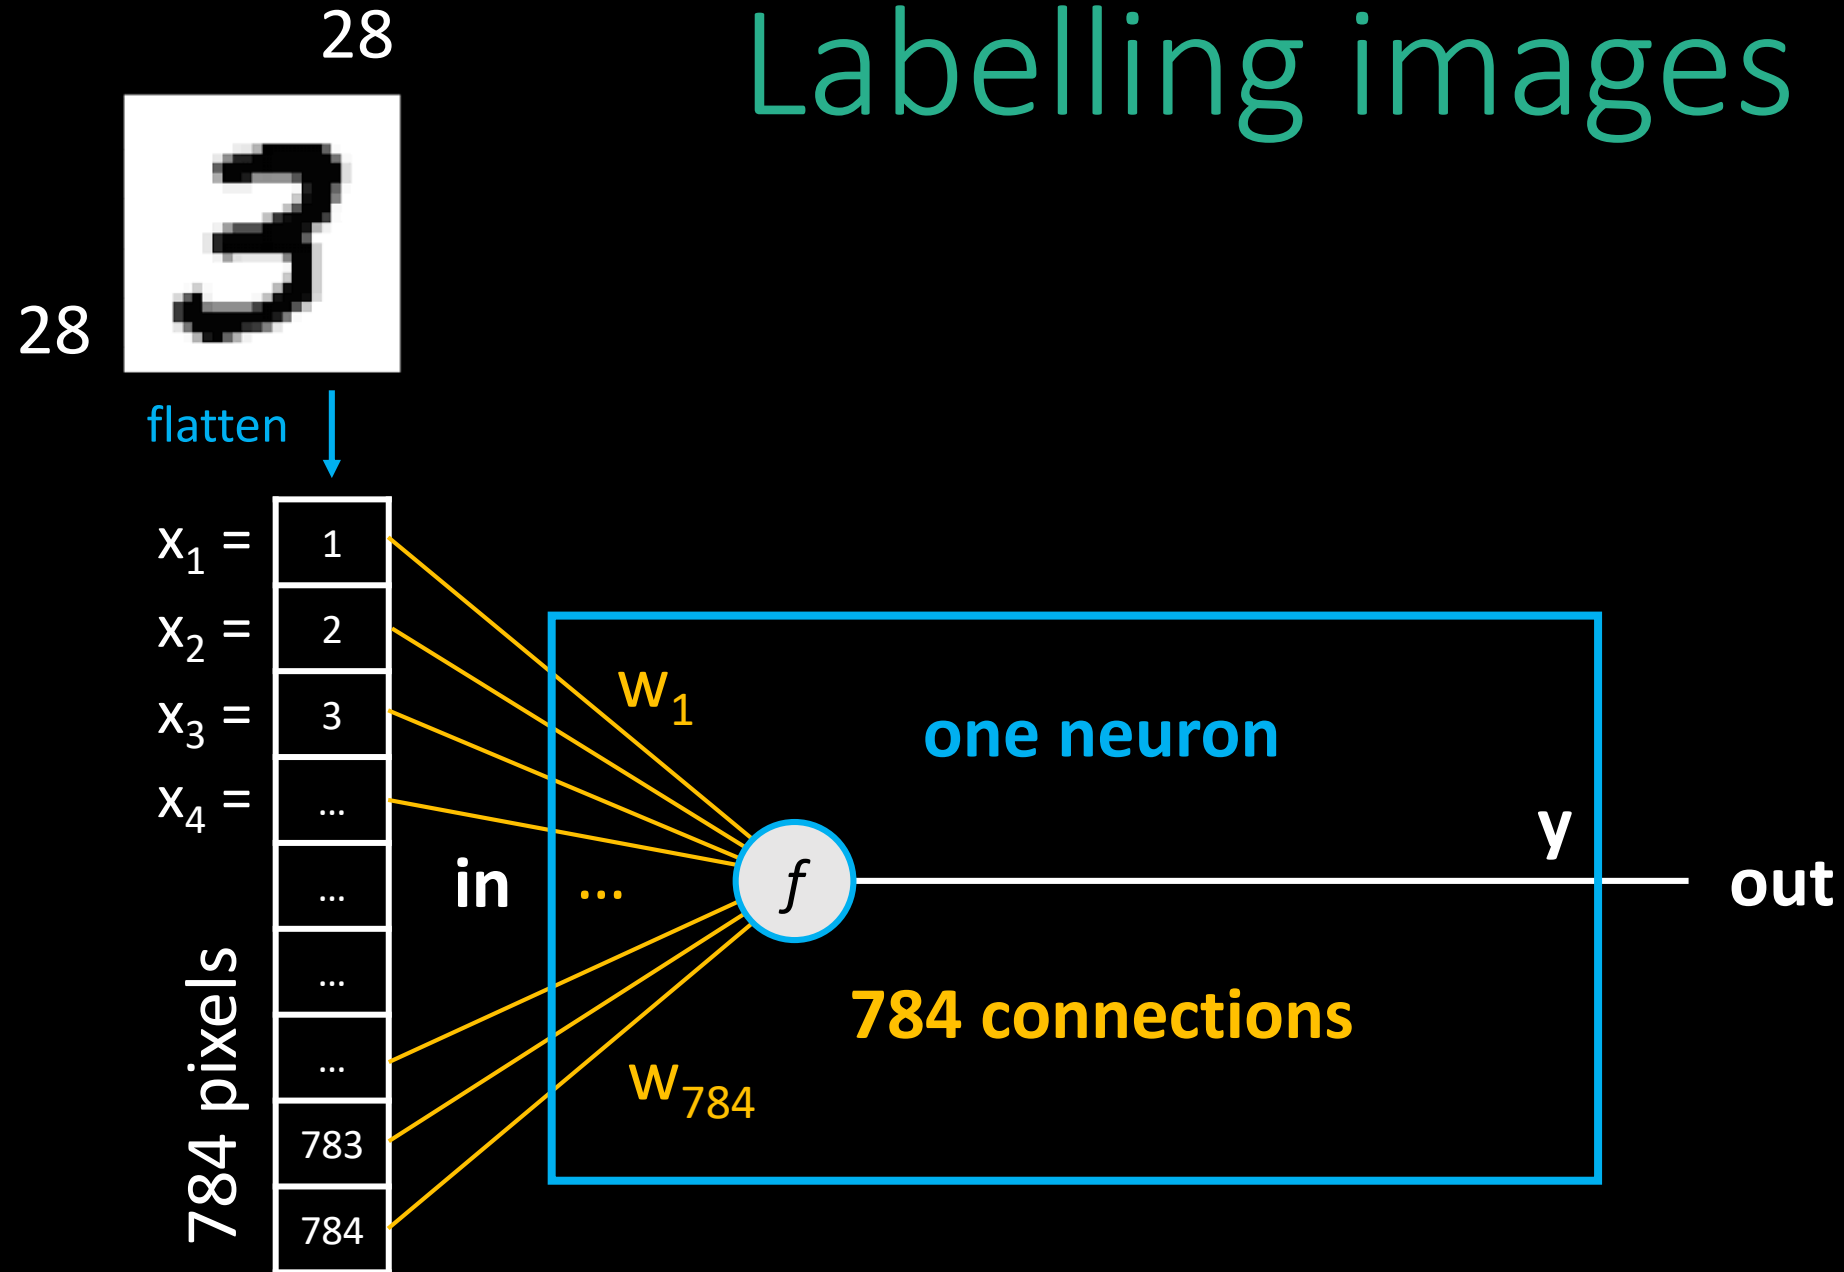 Labelling images
28
3
28
flatten
x₁ = 1
x₂ = 2
x₃ = 3
x₄ = ...
...
...
...
783
784
784 pixels
in
...
w₁
w₇₈₄
f
one neuron
784 connections
y
out